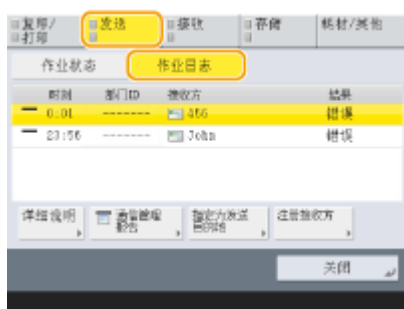 复印/
打印
发送
接收
存储
耗材/其他
作业状态
作业日志
时刻 部门ID 接收方 结果
0:01 ------- 456 错误
23:56 ------- John 错误
详细说明
通信管理
报告
指定为发送
目的地
注册接收方
关闭